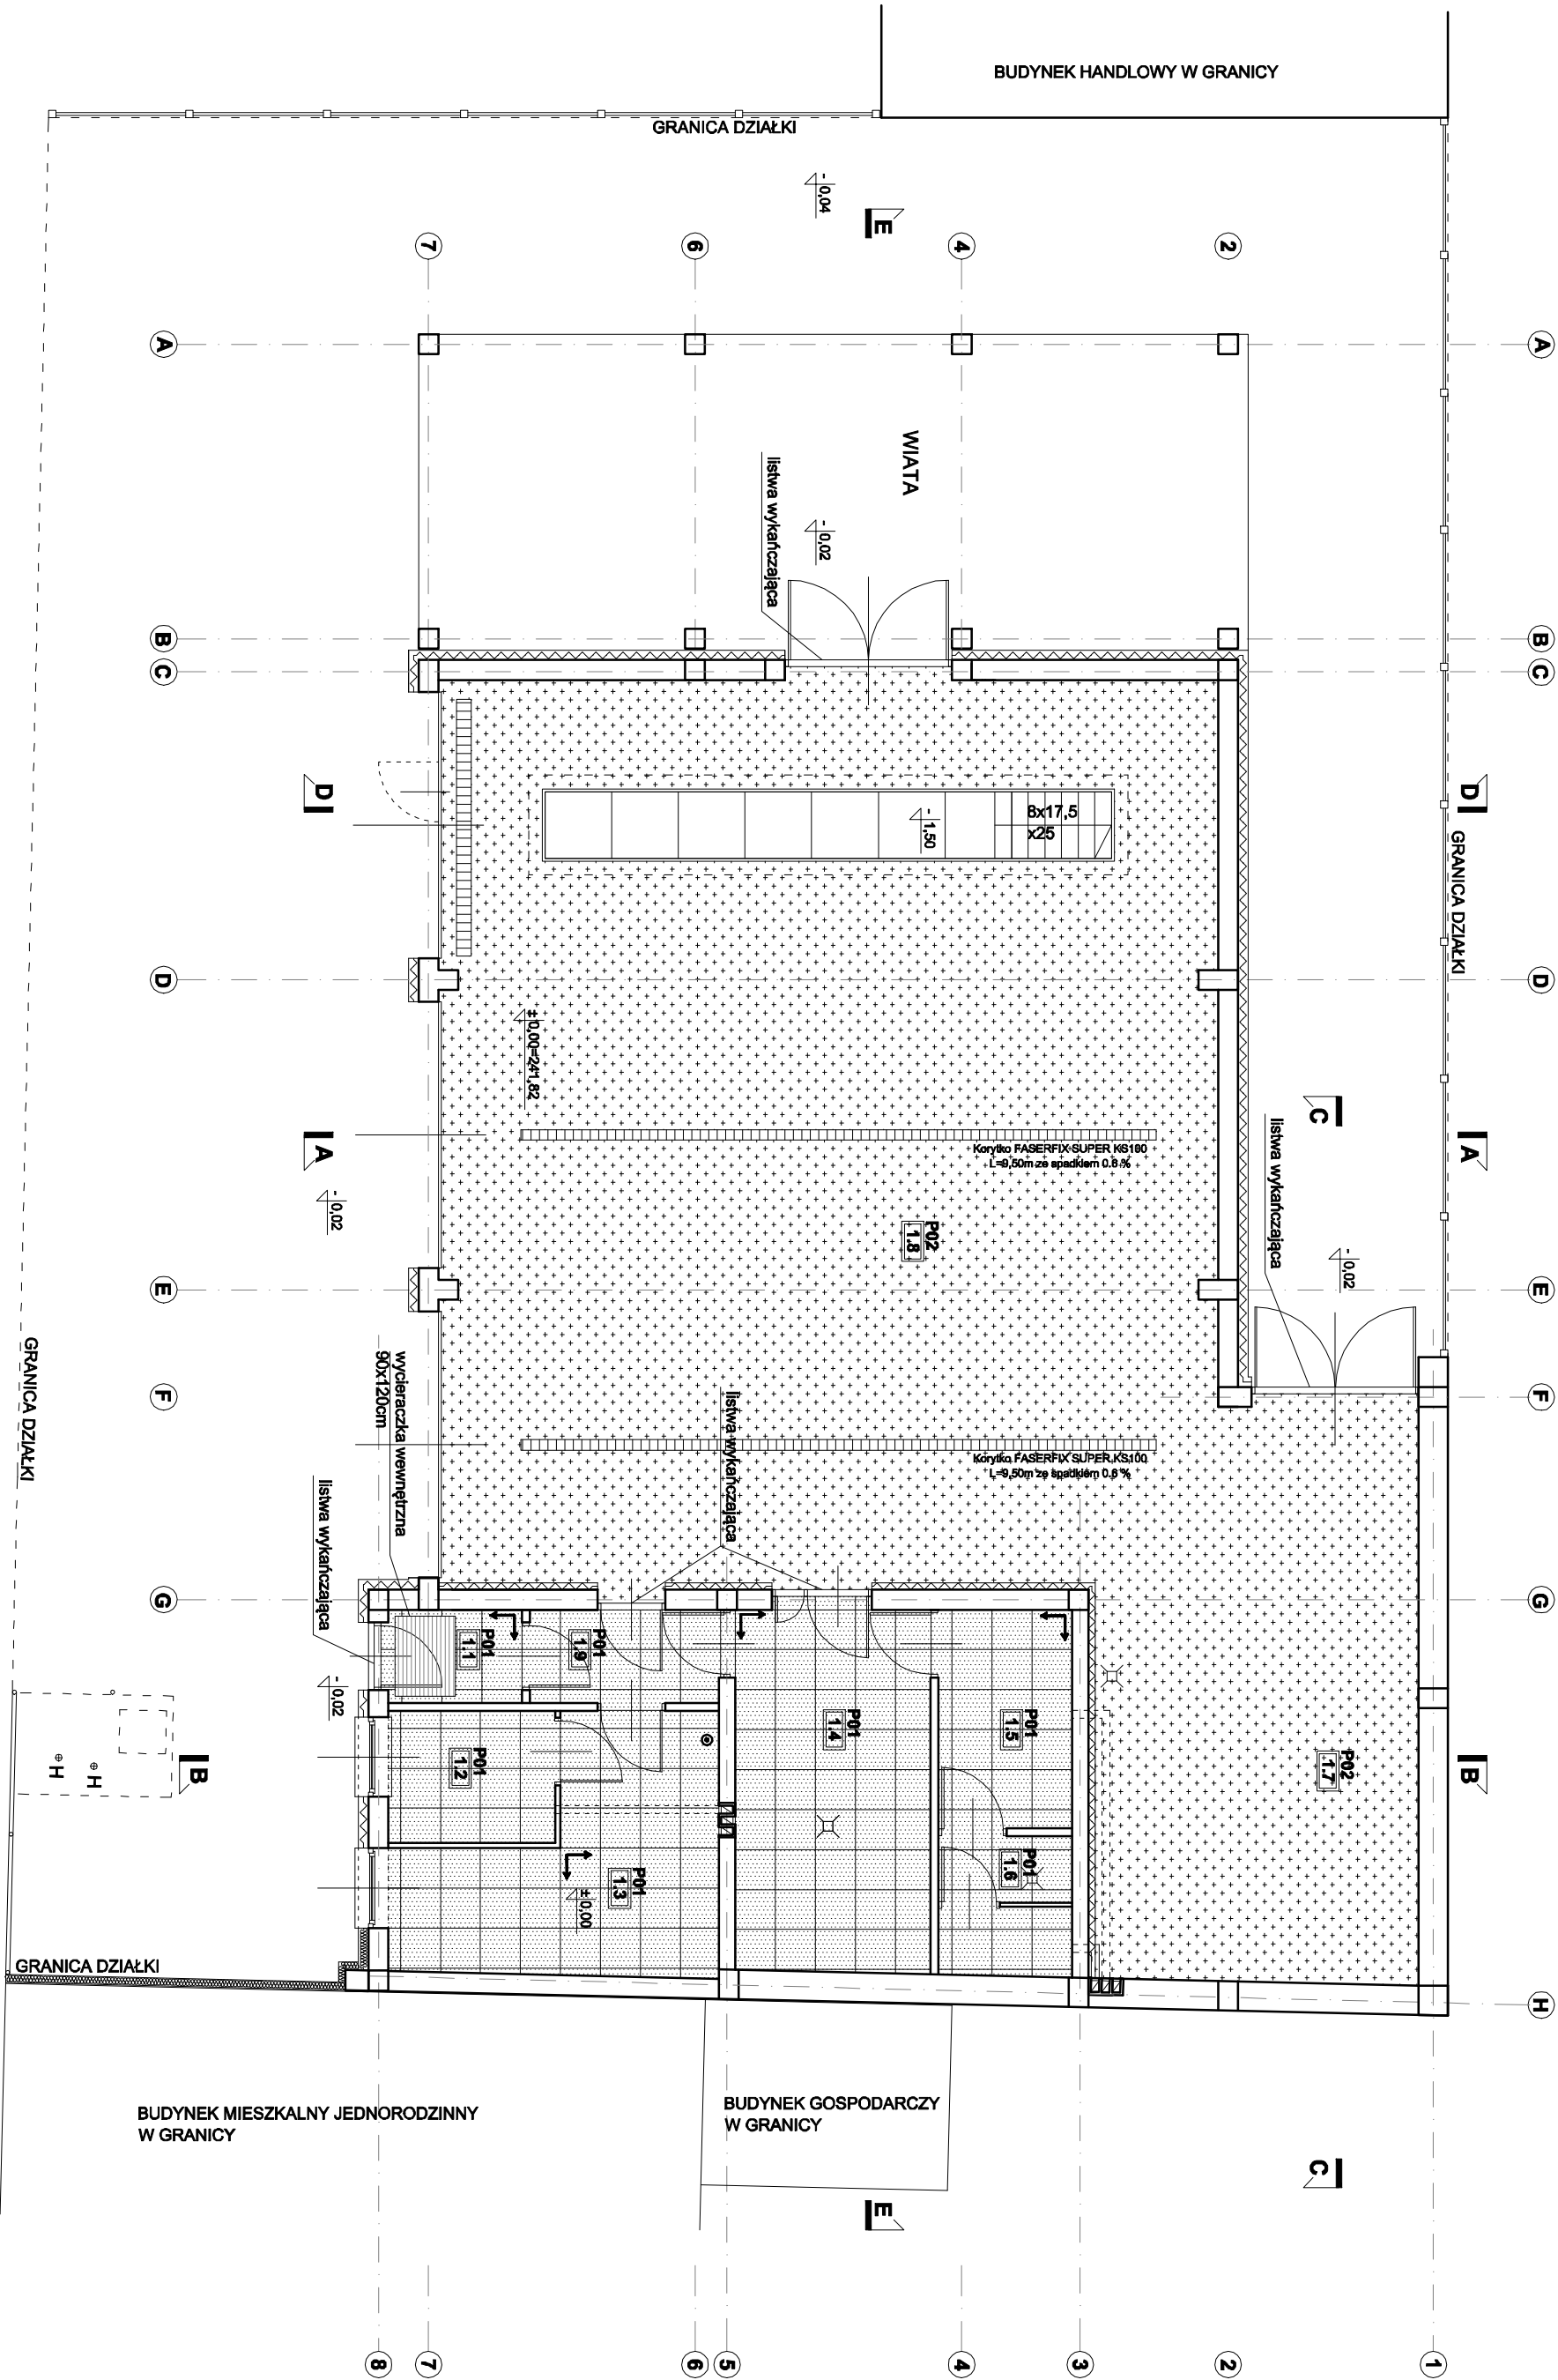 BUDYNEK HANDLOWY W GRANICY
GRANICA DZIAŁKI
- 0,04
E
7
6
4
2
A
A
WIATA
listwa wykańczająca
- 0,02
B
B
C
C
D
D
8x17,5
x25
- 1,50
GRANICA DZIAŁKI
D
D
± 0,00=241,82
C
listwa wykańczająca
A
A
Korytko FASERFIX SUPER KS100
L=9,50m ze spadkiem 0.6 %
- 0,02
P02
1.8
- 0,02
E
E
GRANICA DZIAŁKI
wycieraczka wewnętrzna
90x120cm
listwa wykańczająca
F
F
Korytko FASERFIX SUPER KS100
L=9,50m ze spadkiem 0.6 %
listwa wykańczająca
G
G
P01
1.1
P01
1.9
- 0,02
P01
1.2
P01
1.4
P01
1.5
P02
1.7
B
B
H
H
P01
1.3
± 0,00
P01
1.6
GRANICA DZIAŁKI
H
BUDYNEK MIESZKALNY JEDNORODZINNY
W GRANICY
BUDYNEK GOSPODARCZY
W GRANICY
C
E
8
7
6
5
4
3
2
1